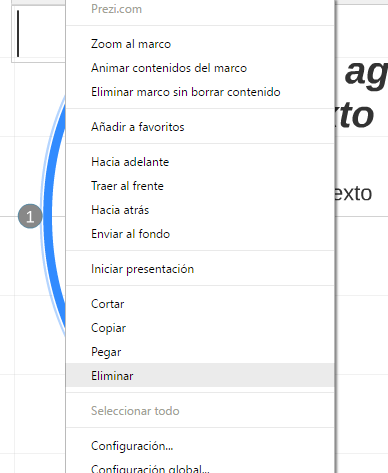 Prezi.com
Zoom al marco
Animar contenidos del marco
Eliminar marco sin borrar contenido
ag
Añadir a favoritos
xto
Hacia adelante
Traer al frente
exto
Hacia atrás
1
Enviar al fondo
Iniciar presentación
Cortar
Copiar
Pegar
Eliminar
Seleccionar todo
Configuración...
Configuración global...